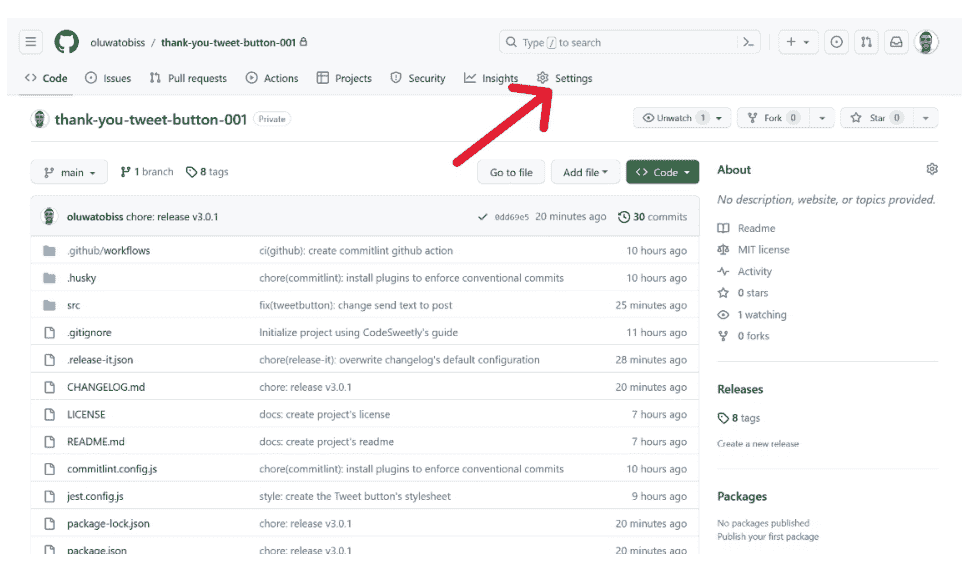 oluwatobiss / thank-you-tweet-button-001
Type / to search
Code Issues Pull requests Actions Projects Security Insights Settings
thank-you-tweet-button-001 Private
Unwatch 1 Fork 0 Star 0
main 1 branch 8 tags
Go to file Add file Code
oluwatobiss chore: release v3.0.1 0dd69e5 20 minutes ago 30 commits
.github/workflows ci(github): create commitlint github action 10 hours ago
.husky chore(commitlint): install plugins to enforce conventional commits 10 hours ago
src fix(tweetbutton): change send text to post 25 minutes ago
.gitignore Initialize project using CodeSweetly's guide 11 hours ago
.release-it.json chore(release-it): overwrite changelog's default configuration 28 minutes ago
CHANGELOG.md chore: release v3.0.1 20 minutes ago
LICENSE docs: create project's license 7 hours ago
README.md docs: create project's readme 7 hours ago
commitlint.config.js chore(commitlint): install plugins to enforce conventional commits 10 hours ago
jest.config.js style: create the Tweet button's stylesheet 9 hours ago
package-lock.json chore: release v3.0.1 20 minutes ago
package.json chore: release v3.0.1 20 minutes ago
About
No description, website, or topics provided.
Readme
MIT license
Activity
0 stars
1 watching
0 forks
Releases
8 tags
Create a new release
Packages
No packages published
Publish your first package